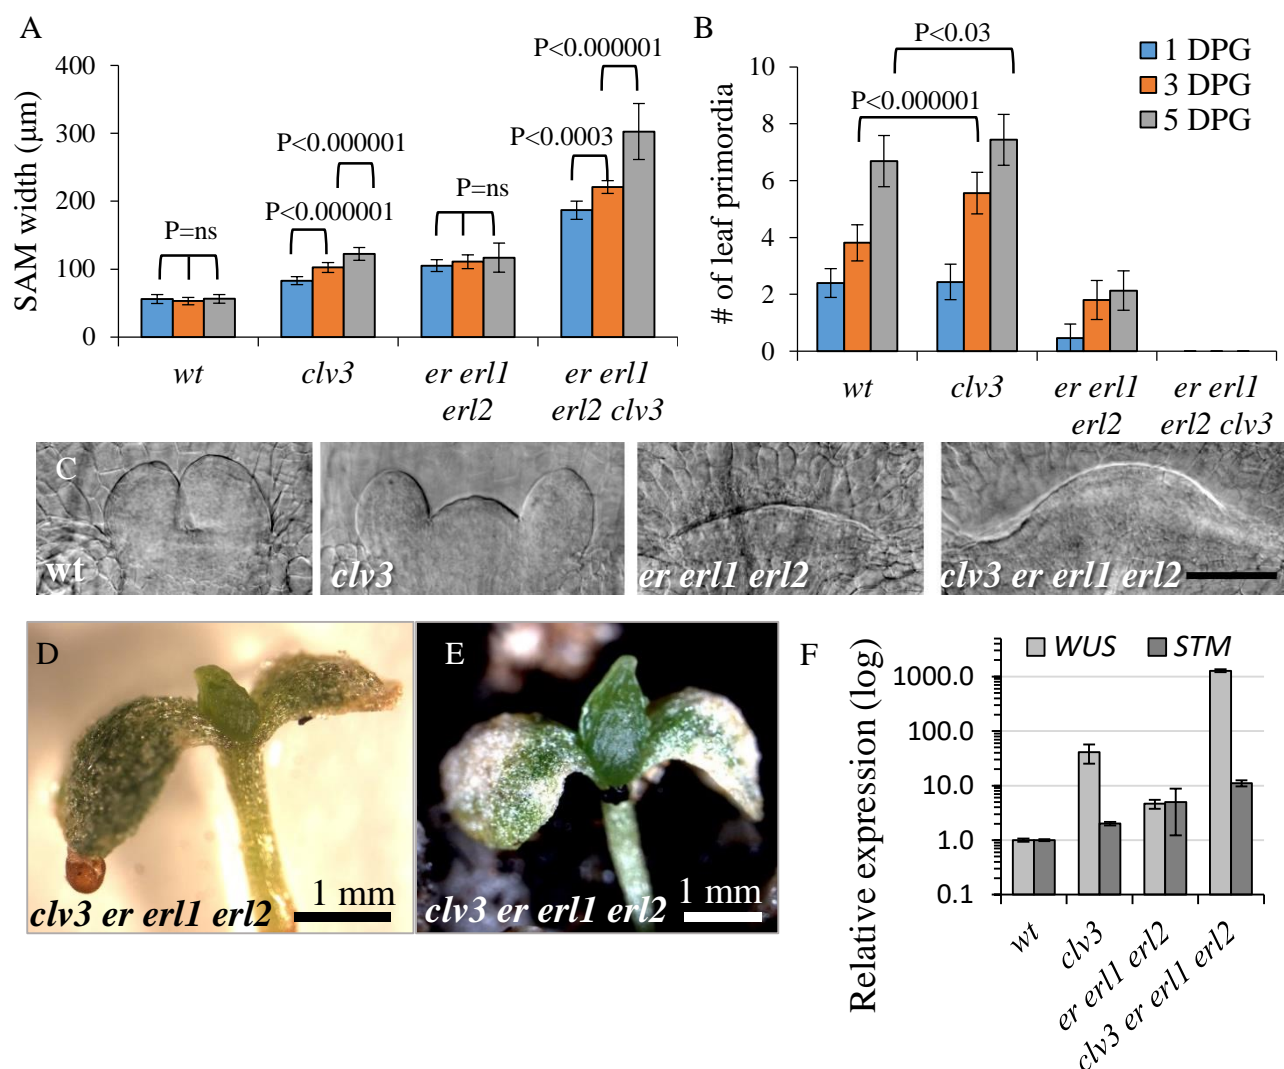 A
SAM width (µm)
400
300
200
100
0
P=ns
P<0.000001
P<0.000001
P=ns
P<0.0003
P<0.000001
wt
clv3
er erl1
erl2
er erl1
erl2 clv3
B
# of leaf primordia
10
8
6
4
2
0
P<0.03
P<0.000001
1 DPG
3 DPG
5 DPG
wt
clv3
er erl1
erl2
er erl1
erl2 clv3
C
wt
clv3
er erl1 erl2
clv3 er erl1 erl2
D
1 mm
clv3 er erl1 erl2
E
1 mm
clv3 er erl1 erl2
F
Relative expression (log)
WUS
STM
1000.0
100.0
10.0
1.0
0.1
wt
clv3
er erl1 erl2
clv3 er erl1 erl2